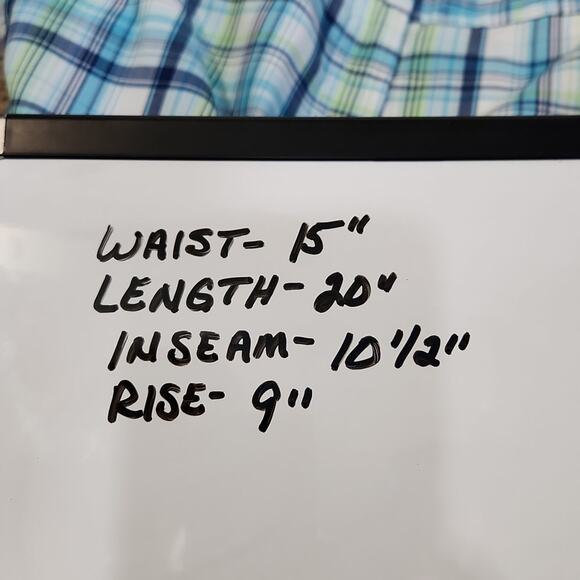 WAIST- 15"
LENGTH- 20"
INSEAM- 10 1/2"
RISE- 9"